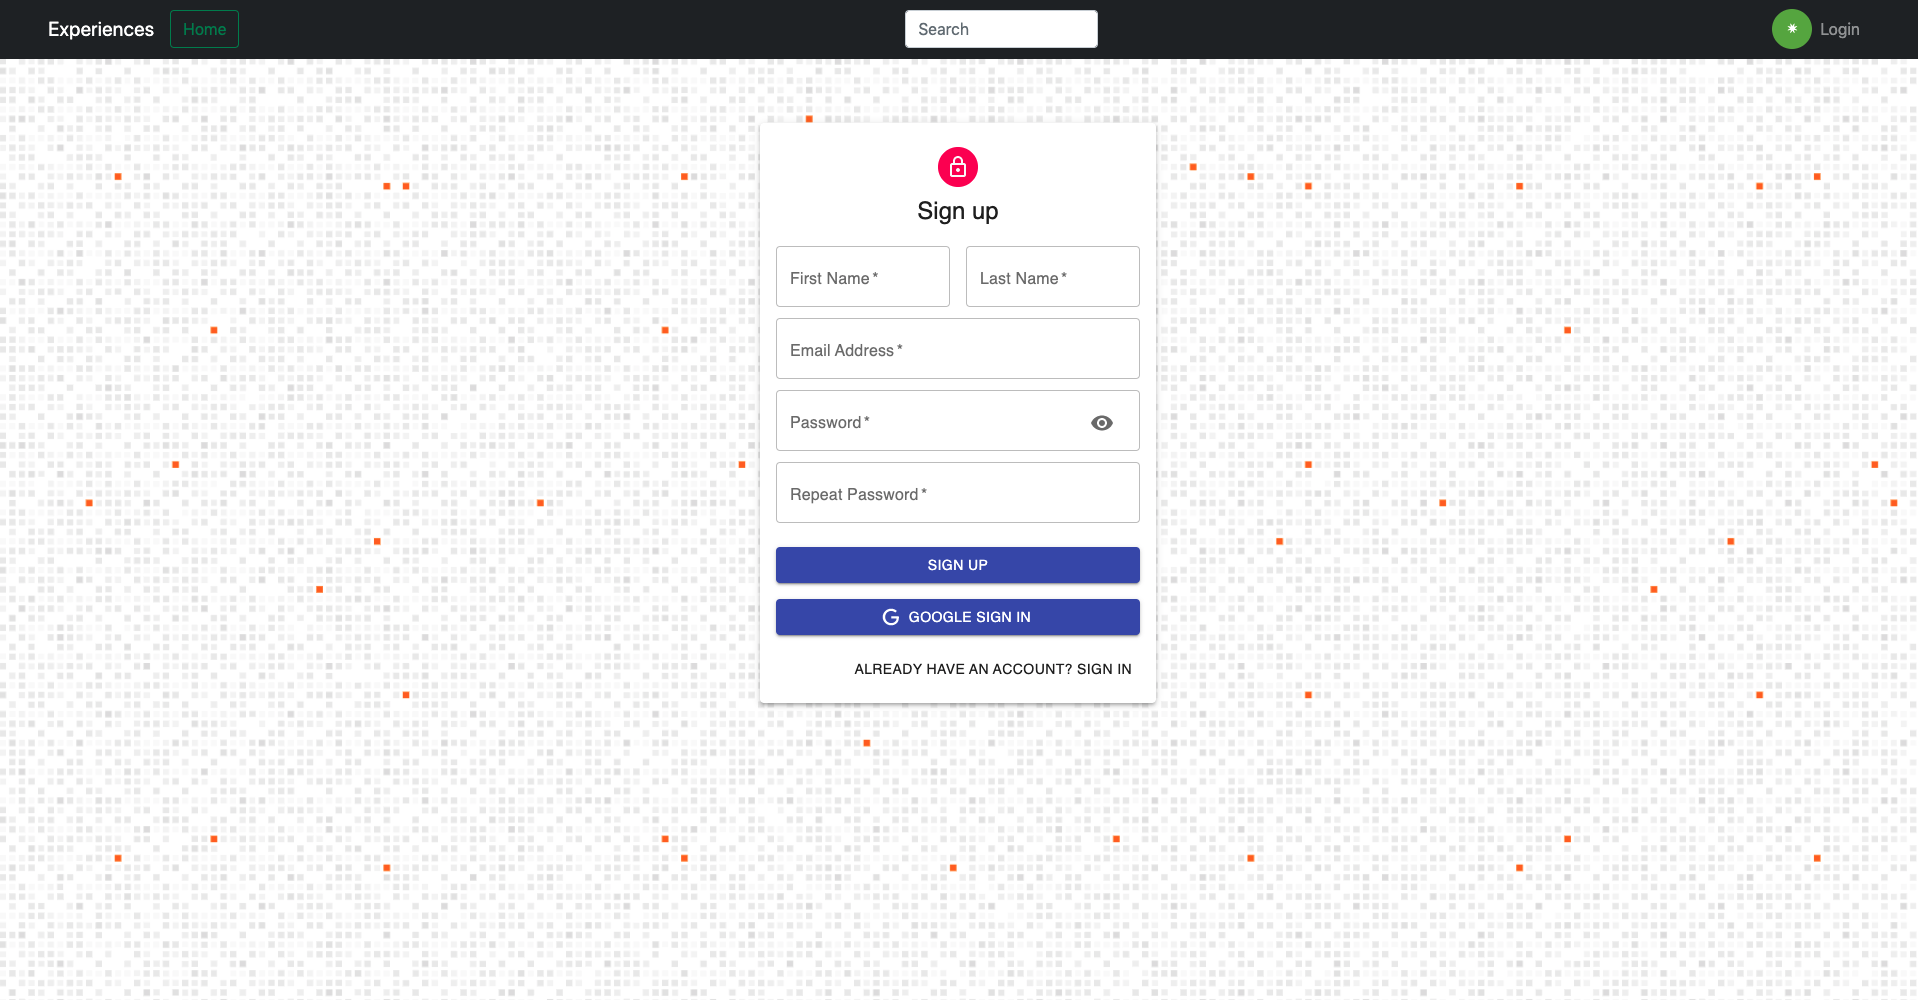 Experiences Home Search Login
Sign up
First Name * Last Name *
Email Address *
Password *
Repeat Password *
SIGN UP
GOOGLE SIGN IN
ALREADY HAVE AN ACCOUNT? SIGN IN